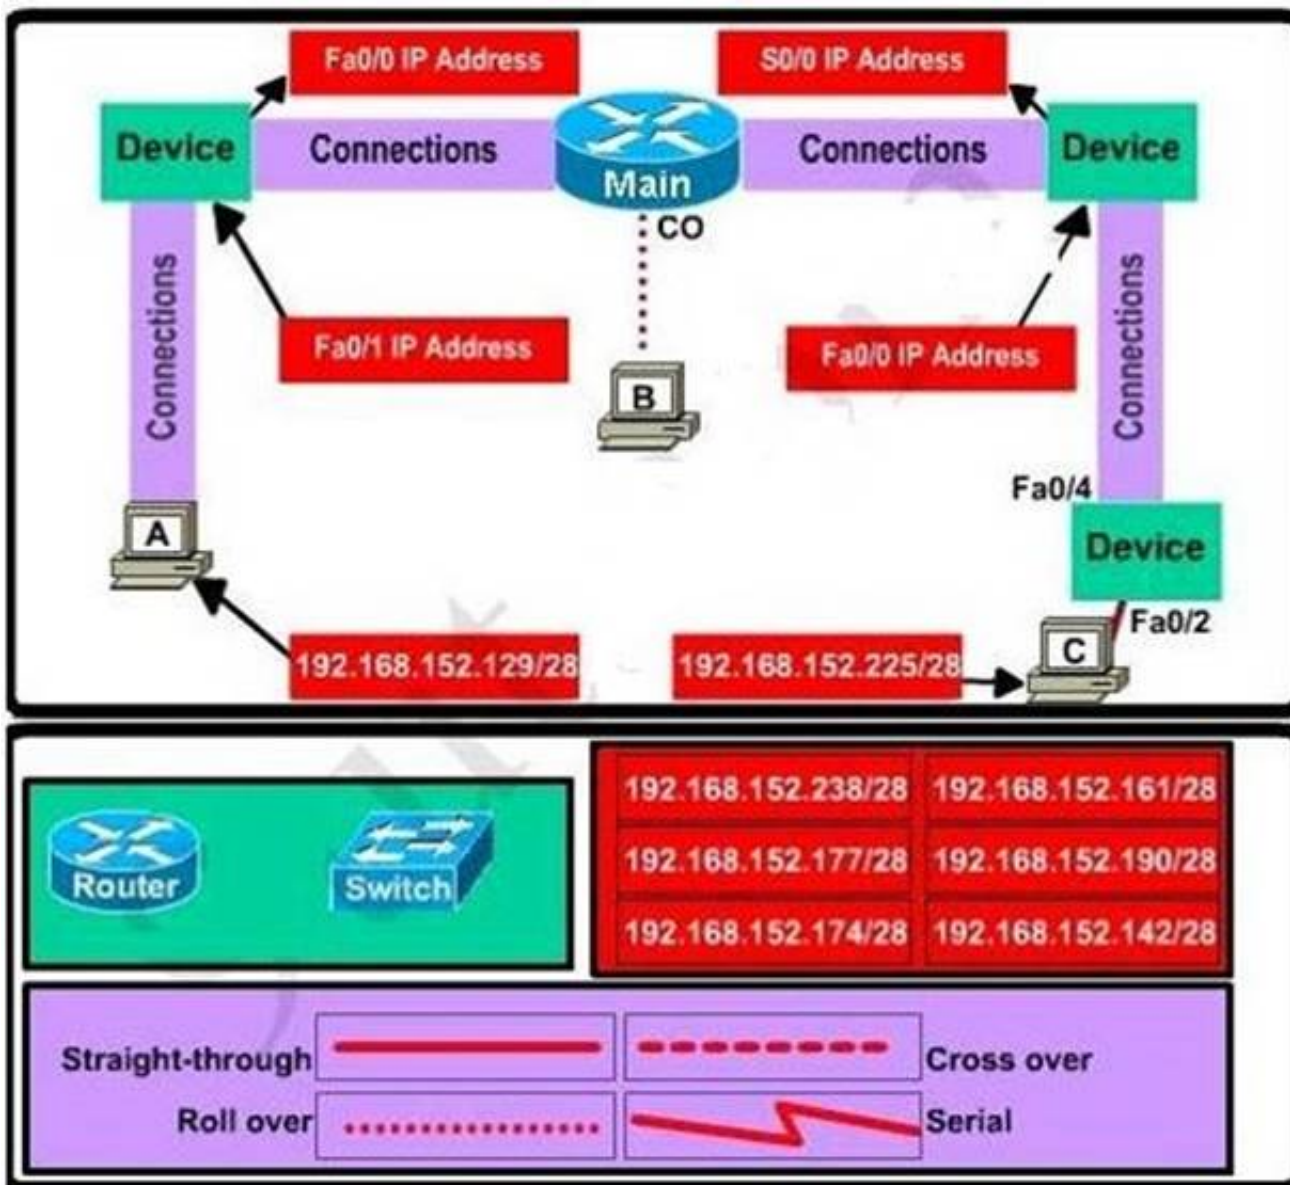 Fa0/0 IP Address
S0/0 IP Address
Device
Connections
Main
Connections
Device
CO
Connections
Fa0/1 IP Address
B
Fa0/0 IP Address
Connections
Fa0/4
A
Device
Fa0/2
192.168.152.129/28
192.168.152.225/28
C
Router
Switch
192.168.152.238/28
192.168.152.161/28
192.168.152.177/28
192.168.152.190/28
192.168.152.174/28
192.168.152.142/28
Straight-through
Cross over
Roll over
Serial